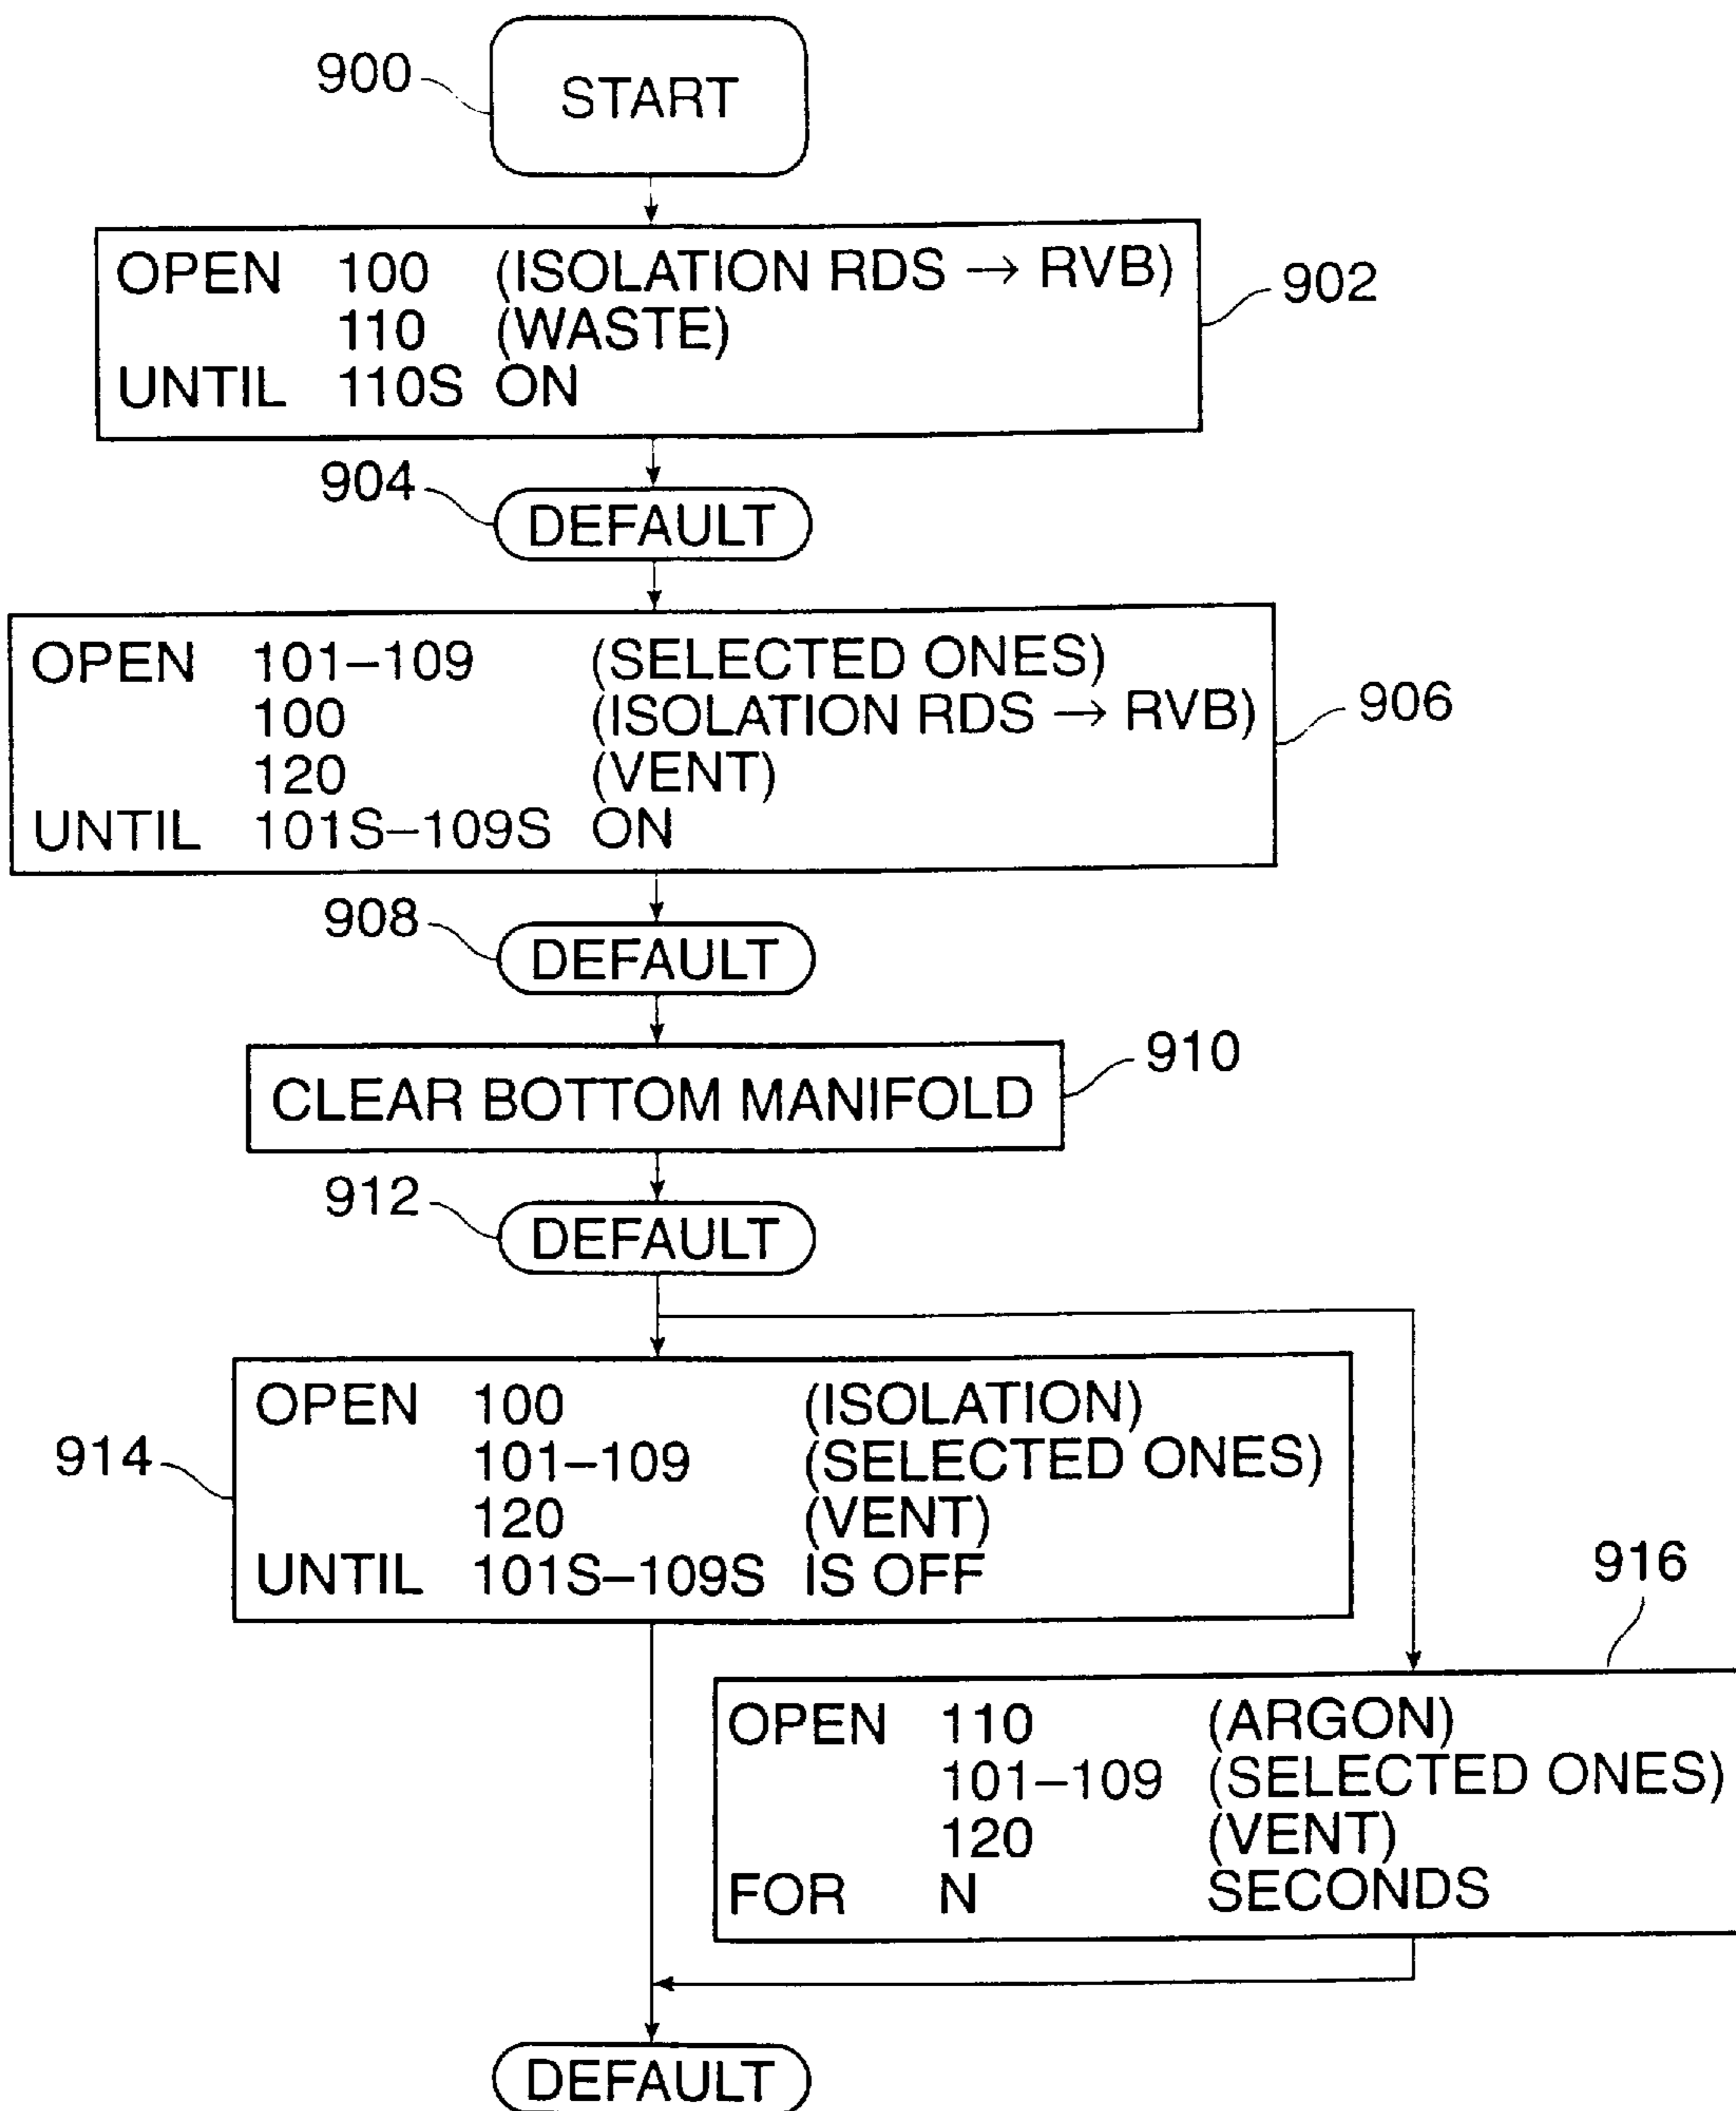 900
START
OPEN 100 (ISOLATION RDS → RVB)
110 (WASTE)
UNTIL 110S ON
902
904
DEFAULT
OPEN 101–109 (SELECTED ONES)
100 (ISOLATION RDS → RVB)
120 (VENT)
UNTIL 101S–109S ON
906
908
DEFAULT
910
CLEAR BOTTOM MANIFOLD
912
DEFAULT
914
OPEN 100 (ISOLATION)
101–109 (SELECTED ONES)
120 (VENT)
UNTIL 101S–109S IS OFF
916
OPEN 110 (ARGON)
101–109 (SELECTED ONES)
120 (VENT)
FOR N SECONDS
DEFAULT